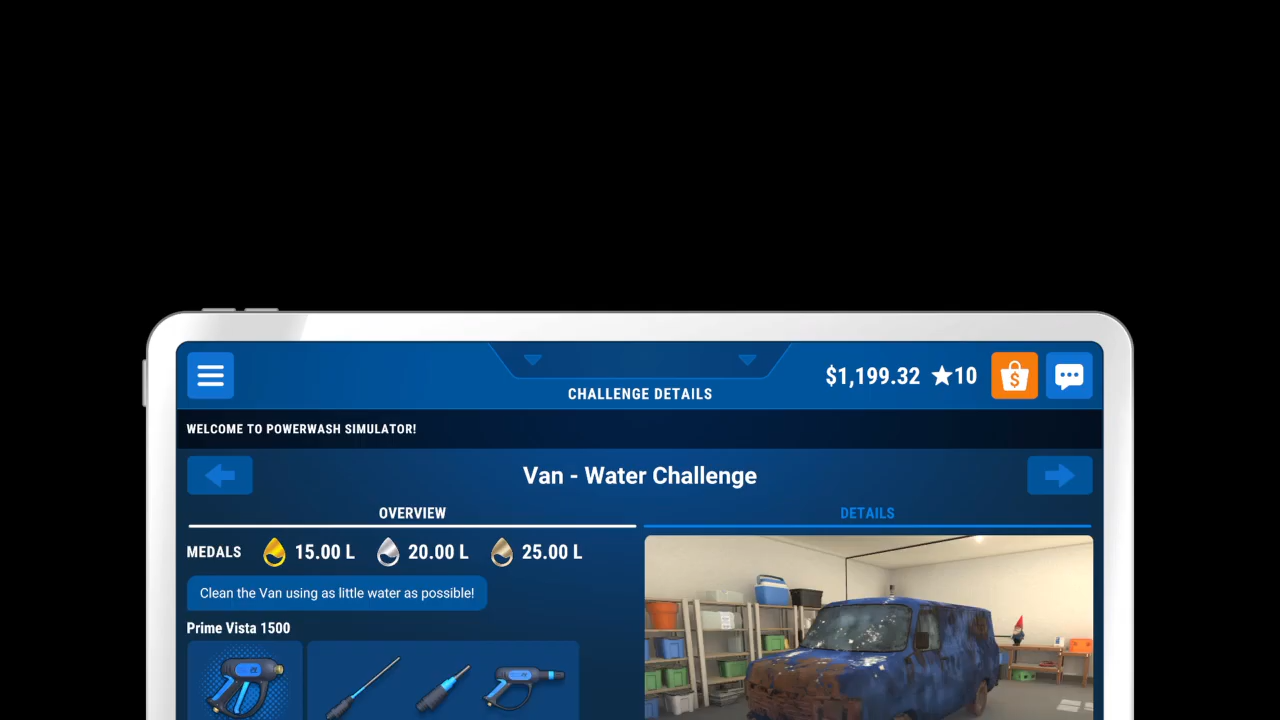 $1,199.32 ★10
CHALLENGE DETAILS
WELCOME TO POWERWASH SIMULATOR!
Van - Water Challenge
OVERVIEW
DETAILS
MEDALS 15.00 L 20.00 L 25.00 L
Clean the Van using as little water as possible!
Prime Vista 1500